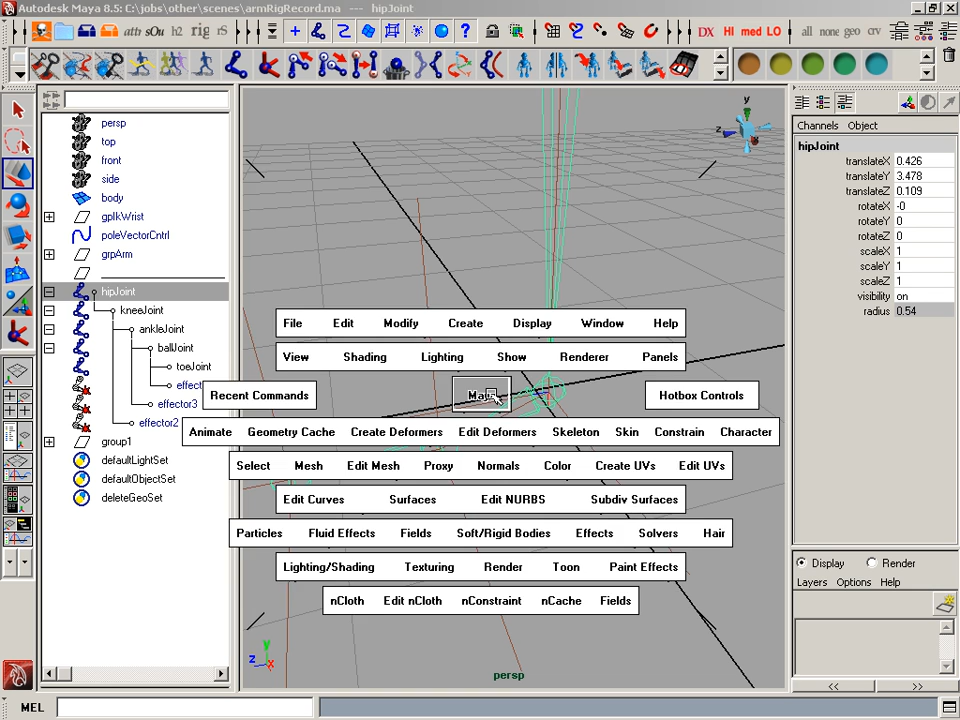 Autodesk Maya 8.5: C:\jobs\other\scenes\armRigRecord.ma --- hipJoint
attr sOu h2 rig rS
DX HI med LO all none geo crv
persp
top
front
side
body
gpIkWrist
poleVectorCntrl
grpArm
hipJoint
kneeJoint
ankleJoint
ballJoint
toeJoint
effect
effector3
effector2
group1
defaultLightSet
defaultObjectSet
deleteGeoSet
y
z
File Edit Modify Create Display Window Help
View Shading Lighting Show Renderer Panels
Recent Commands Hotbox Controls
Animate Geometry Cache Create Deformers Edit Deformers Skeleton Skin Constrain Character
Select Mesh Edit Mesh Proxy Normals Color Create UVs Edit UVs
Edit Curves Surfaces Edit NURBS Subdiv Surfaces
Particles Fluid Effects Fields Soft/Rigid Bodies Effects Solvers Hair
Lighting/Shading Texturing Render Toon Paint Effects
nCloth Edit nCloth nConstraint nCache Fields
y
z x
persp
Channels Object
hipJoint
translateX 0.426
translateY 3.478
translateZ 0.109
rotateX -0
rotateY 0
rotateZ 0
scaleX 1
scaleY 1
scaleZ 1
visibility on
radius 0.54
Display Render
Layers Options Help
<< >>
MEL